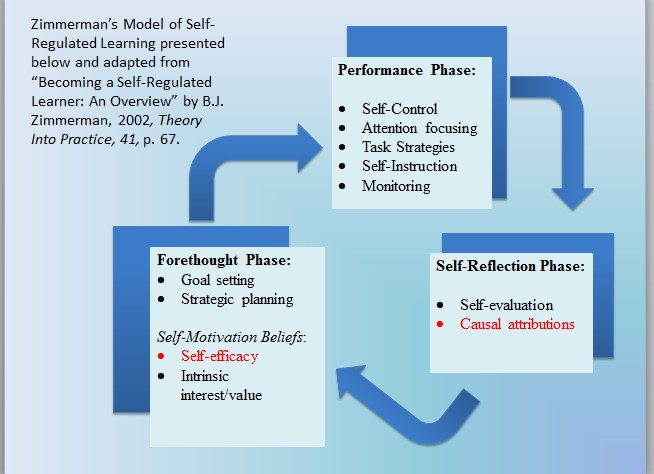 Zimmerman's Model of Self-
Regulated Learning presented
below and adapted from
“Becoming a Self-Regulated
Learner: An Overview” by B.J.
Zimmerman, 2002, Theory
Into Practice, 41, p. 67.
Performance Phase:
• Self-Control
• Attention focusing
• Task Strategies
• Self-Instruction
• Monitoring
Forethought Phase:
• Goal setting
• Strategic planning
Self-Motivation Beliefs:
• Self-efficacy
• Intrinsic
interest/value
Self-Reflection Phase:
• Self-evaluation
• Causal attributions